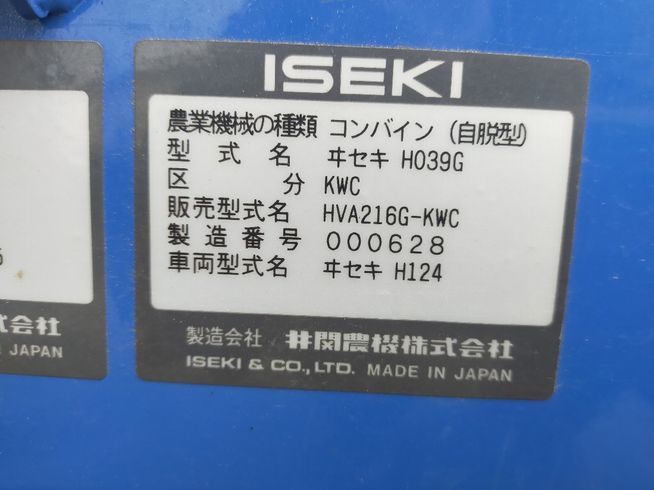 ISEKI
農業機械の種類 コンバイン (自脱型)
型式名 ヰセキ H039G
区分 KWC
販売型式名 HVA216G-KWC
製造番号 000628
車両型式名 ヰセキ H124
製造会社 井関農機株式会社
ISEKI & CO., LTD. MADE IN JAPAN
式会社
JAPAN